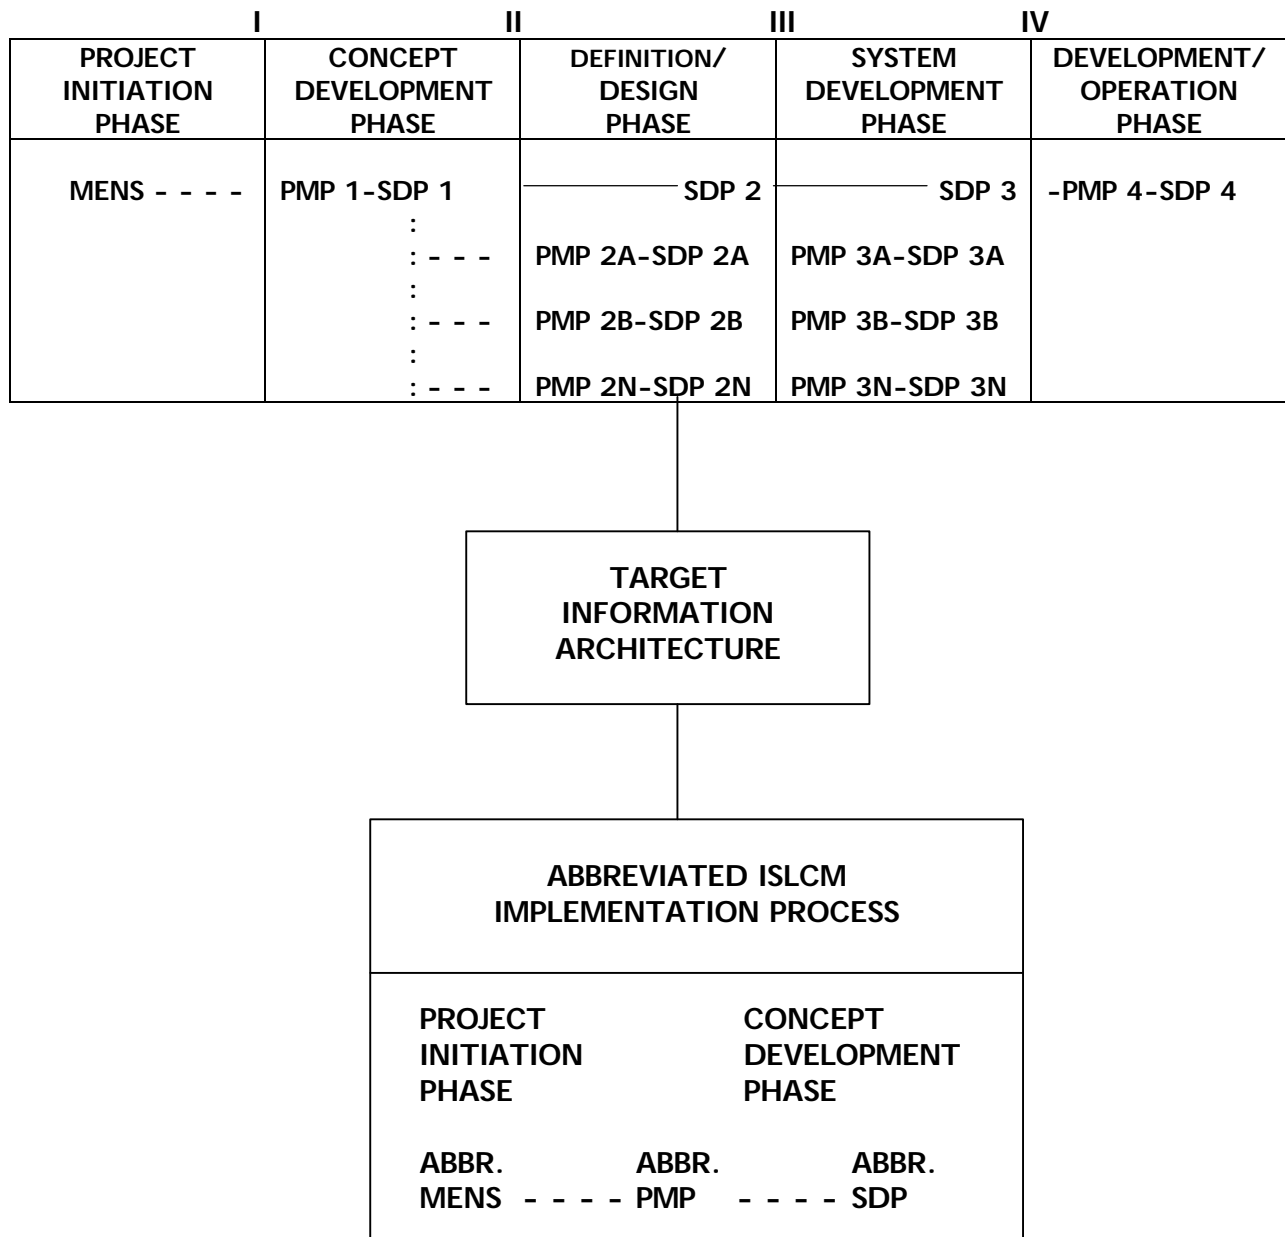 I II III IV
PROJECT INITIATION PHASE
CONCEPT DEVELOPMENT PHASE
DEFINITION/ DESIGN PHASE
SYSTEM DEVELOPMENT PHASE
DEVELOPMENT/ OPERATION PHASE
MENS - - - - PMP 1-SDP 1 SDP 2 SDP 3 -PMP 4-SDP 4
:
: - - - PMP 2A-SDP 2A PMP 3A-SDP 3A
:
: - - - PMP 2B-SDP 2B PMP 3B-SDP 3B
:
: - - - PMP 2N-SDP 2N PMP 3N-SDP 3N
TARGET
INFORMATION
ARCHITECTURE
ABBREVIATED ISLCM
IMPLEMENTATION PROCESS
PROJECT
INITIATION
PHASE
CONCEPT
DEVELOPMENT
PHASE
ABBR. ABBR. ABBR.
MENS - - - - PMP - - - - SDP